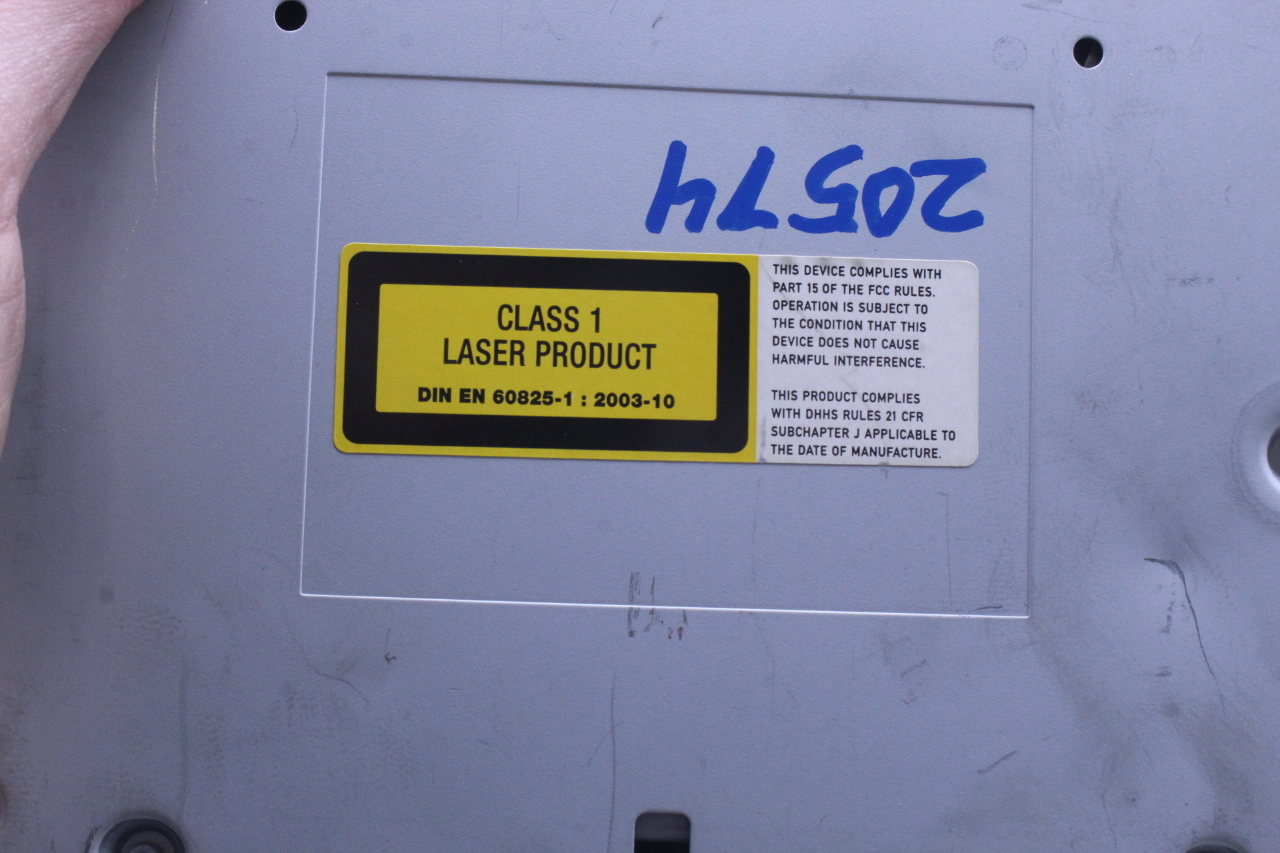 20574
CLASS 1
LASER PRODUCT
DIN EN 60825-1 : 2003-10
THIS DEVICE COMPLIES WITH
PART 15 OF THE FCC RULES.
OPERATION IS SUBJECT TO
THE CONDITION THAT THIS
DEVICE DOES NOT CAUSE
HARMFUL INTERFERENCE.
THIS PRODUCT COMPLIES
WITH DHHS RULES 21 CFR
SUBCHAPTER J APPLICABLE TO
THE DATE OF MANUFACTURE.